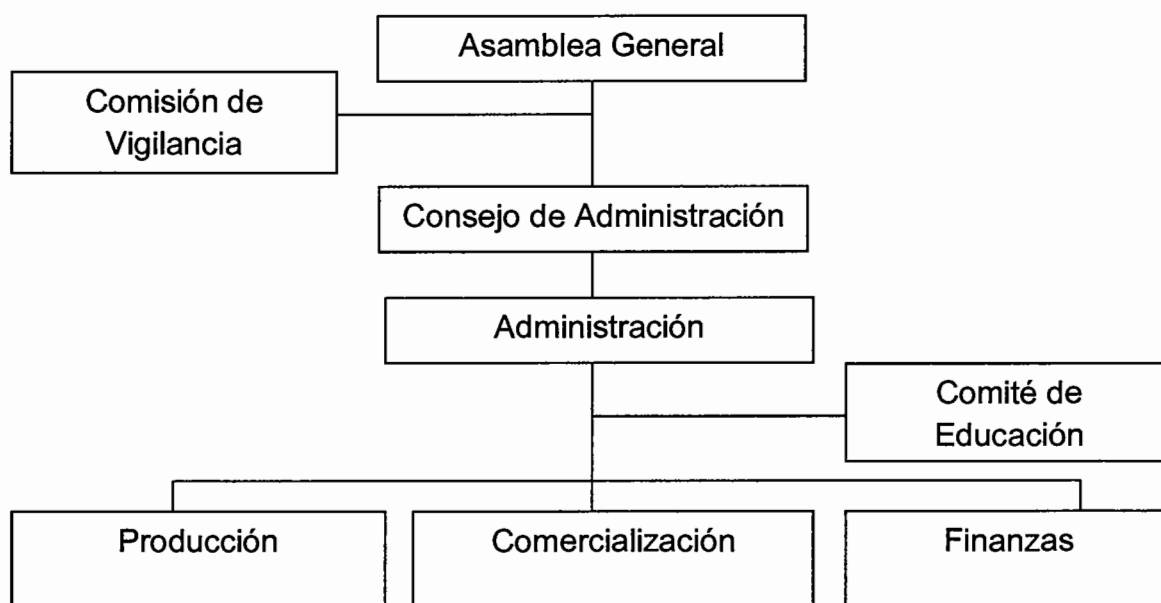 Asamblea General
Comisión de
Vigilancia
Consejo de Administración
Administración
Comité de
Educación
Producción
Comercialización
Finanzas